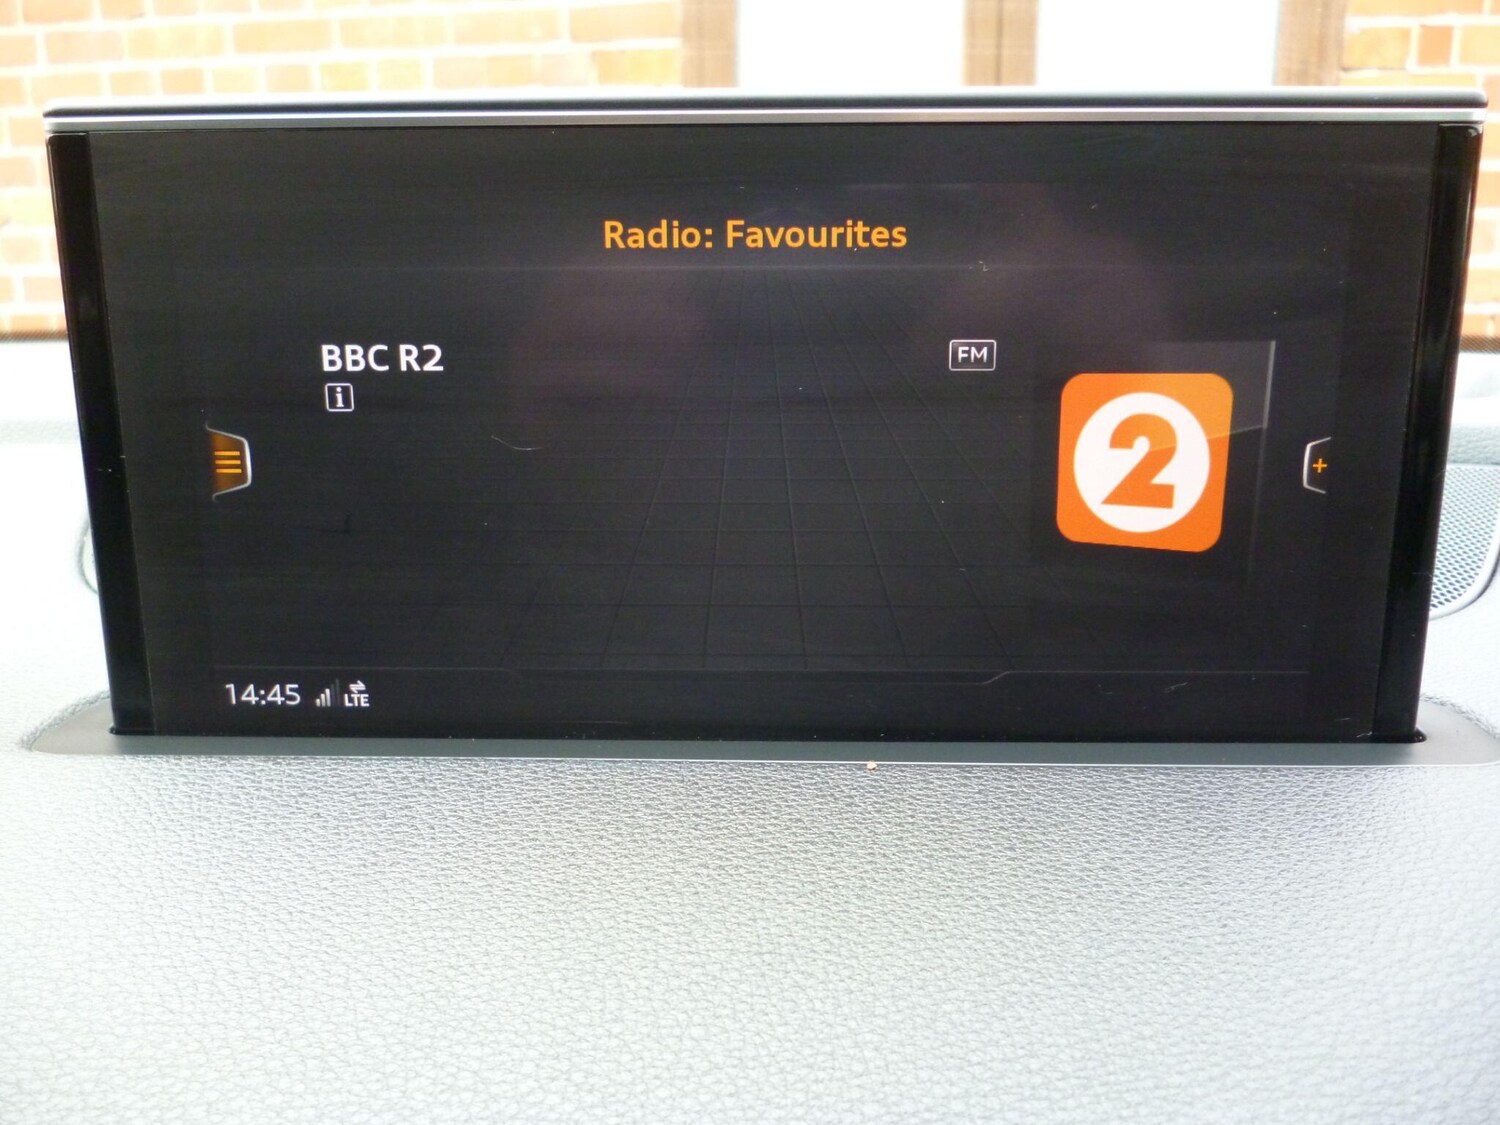 Radio: Favourites
BBC R2
FM
i
2
14:45 LTE